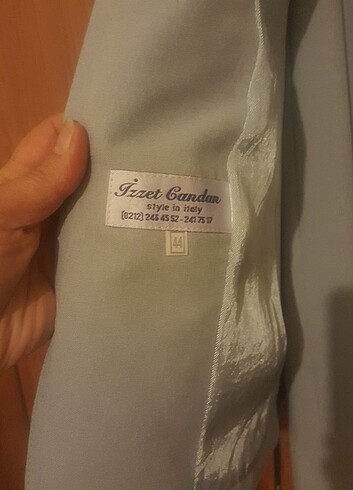 İzzet Candan
style in italy
(0212) 246 45 52 - 241 75 17
44